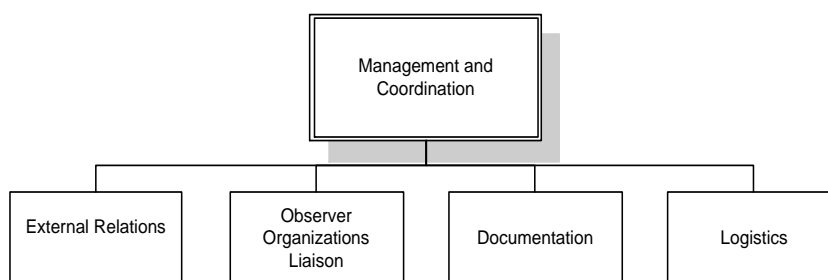 Management and
Coordination
External Relations
Observer
Organizations
Liaison
Documentation
Logistics